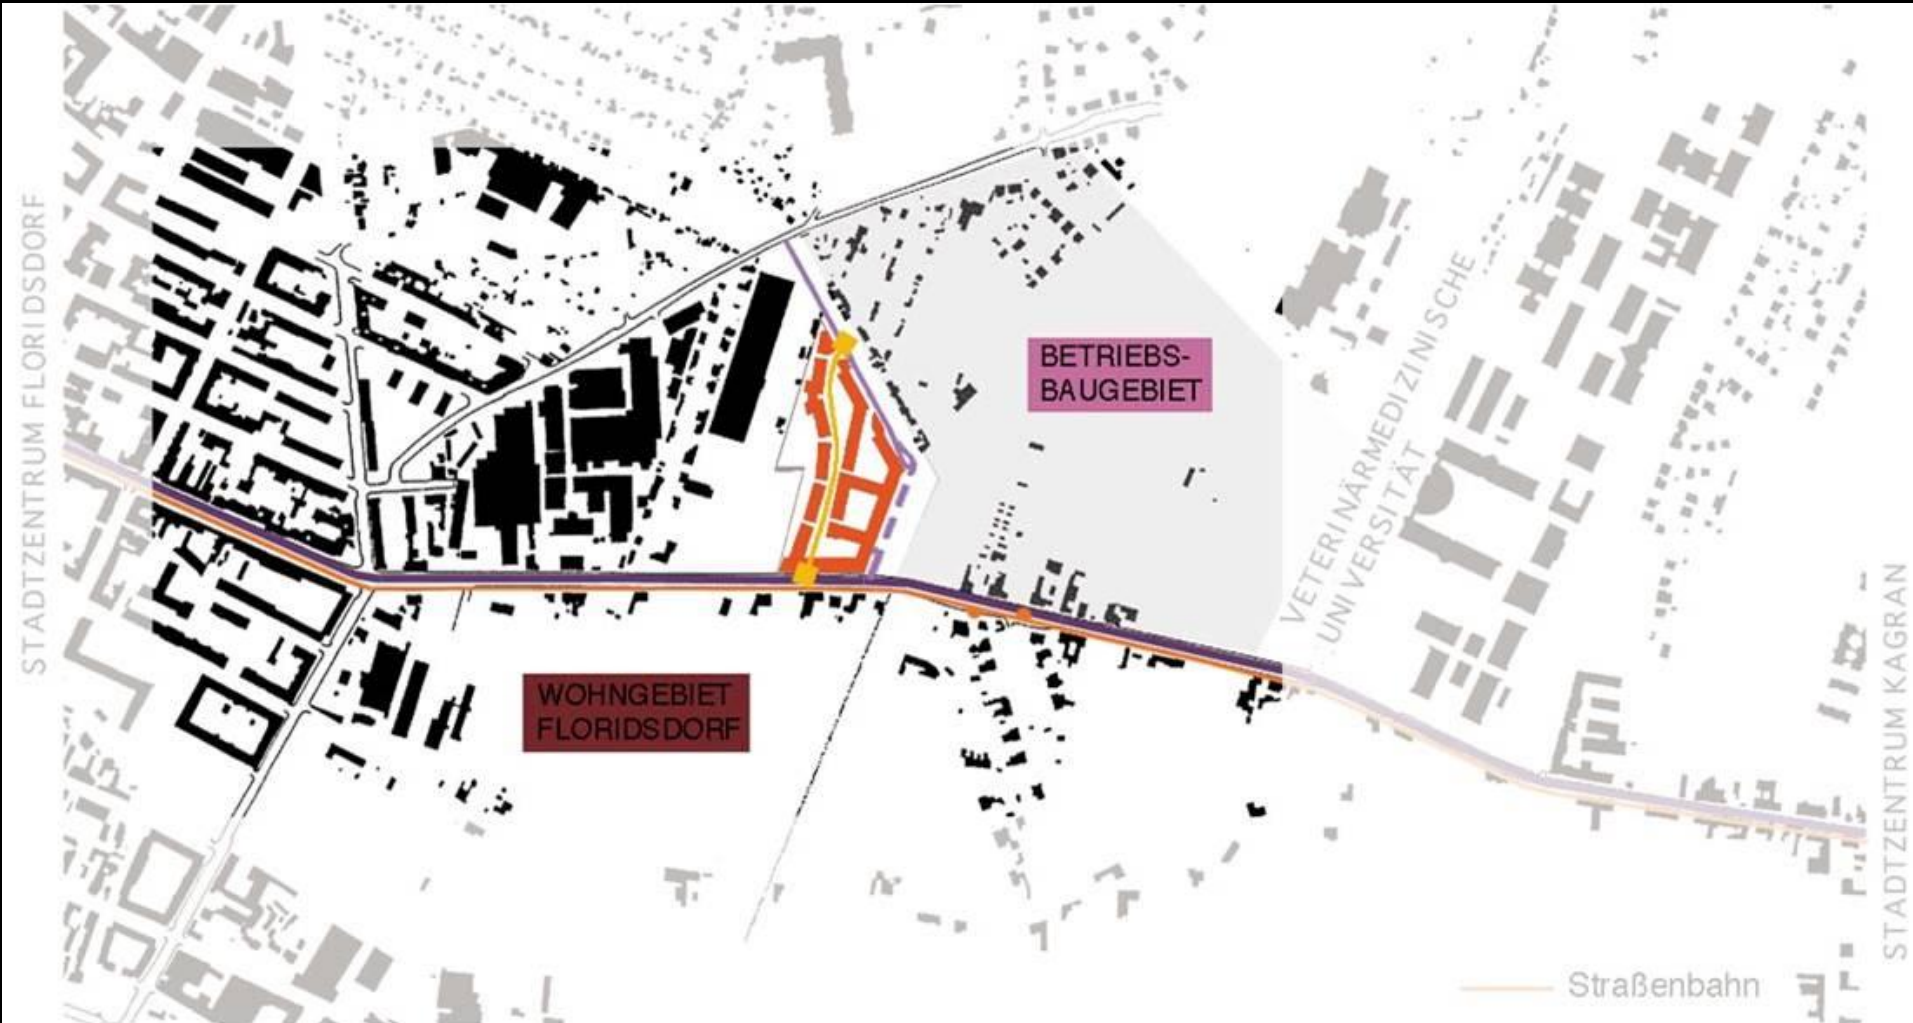 STADTZENTRUM FLORIDSDORF
BETRIEBS-
BAUGEBIET
VETERINÄRMEDIZINISCHE
UNIVERSITÄT
WOHNGEBIET
FLORIDSDORF
STADTZENTRUM KAGRAN
Straßenbahn